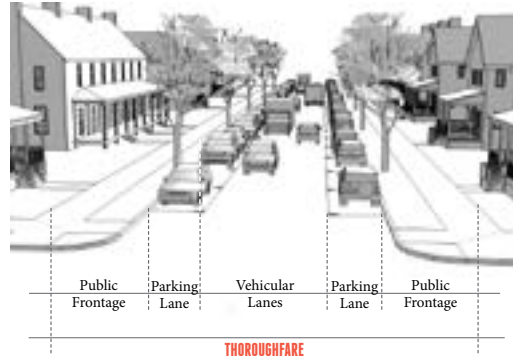 Public Parking Vehicular Parking Public
Frontage Lane Lanes Lane Frontage
THOROUGHFARE